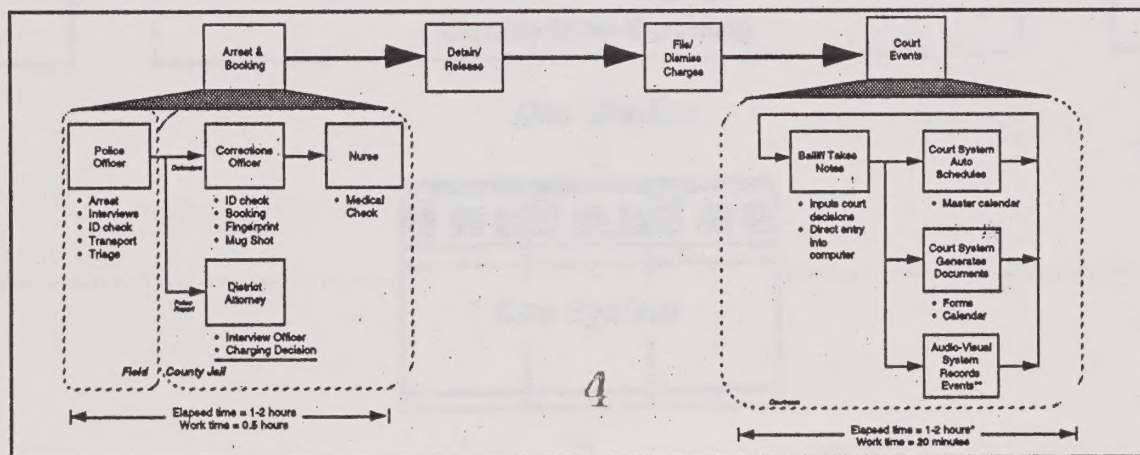 Arrest &
Booking
Detain/
Release
File/
Dismiss
Charges
Court
Events
Police
Officer
Defendant
Corrections
Officer
Nurse
• Arrest
• Interviews
• ID check
• Transport
• Triage
• ID check
• Booking
• Fingerprint
• Mug Shot
• Medical
Check
Police
Report
District
Attorney
• Interview Officer
• Charging Decision
Field
County Jail
Elapsed time = 1-2 hours
Work time = 0.5 hours
Bailiff Takes
Notes
• Inputs court
decisions
• Direct entry
into
computer
Court System
Auto
Schedules
• Master calendar
Court System
Generates
Documents
• Forms
• Calendar
Audio-Visual
System
Records
Events**
Courtroom
Elapsed time = 1-2 hours*
Work time = 20 minutes
4